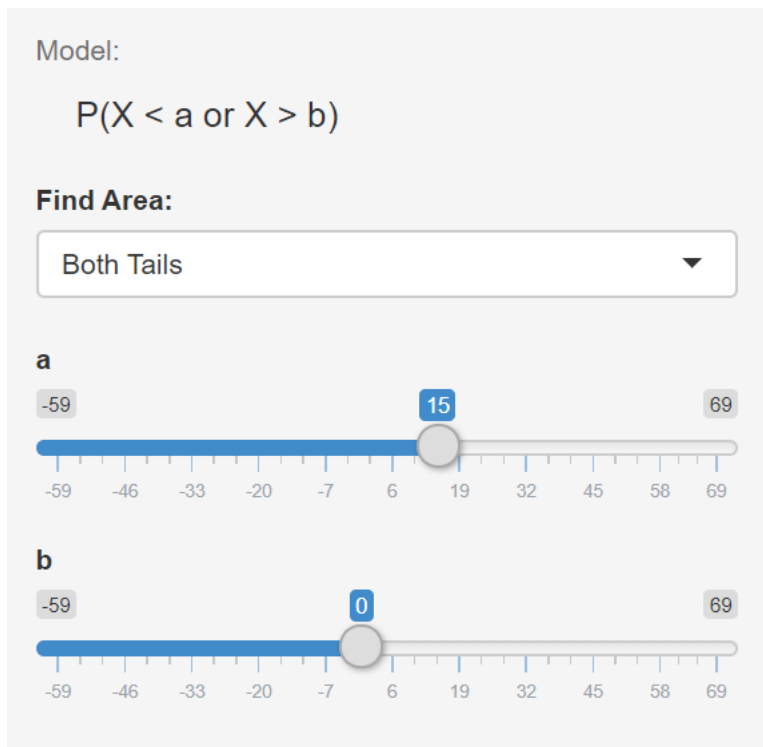 Model:
P(X < a or X > b)
Find Area:
Both Tails
a
-59 15 69
-59 -46 -33 -20 -7 6 19 32 45 58 69
b
-59 0 69
-59 -46 -33 -20 -7 6 19 32 45 58 69